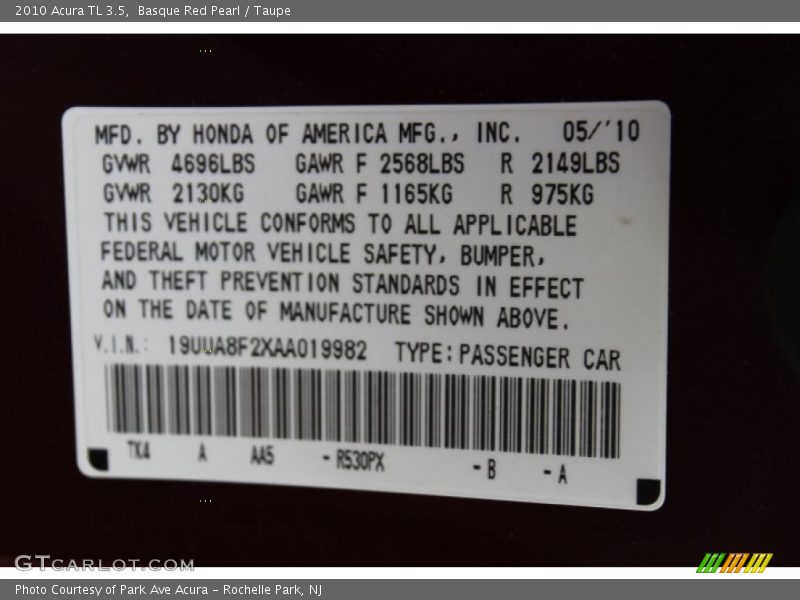 2010 Acura TL 3.5,  Basque Red Pearl / Taupe
MFD. BY HONDA OF AMERICA MFG., INC. 05/'10
GVWR 4696LBS GAWR F 2568LBS R 2149LBS
GVWR 2130KG GAWR F 1165KG R 975KG
THIS VEHICLE CONFORMS TO ALL APPLICABLE
FEDERAL MOTOR VEHICLE SAFETY, BUMPER,
AND THEFT PREVENTION STANDARDS IN EFFECT
ON THE DATE OF MANUFACTURE SHOWN ABOVE.
V.I.N.: 19UUA8F2XAA019982 TYPE:PASSENGER CAR
TK4 A AA5 -R530PX -B -A
GTCARLOT.COM
Photo Courtesy of Park Ave Acura - Rochelle Park, NJ